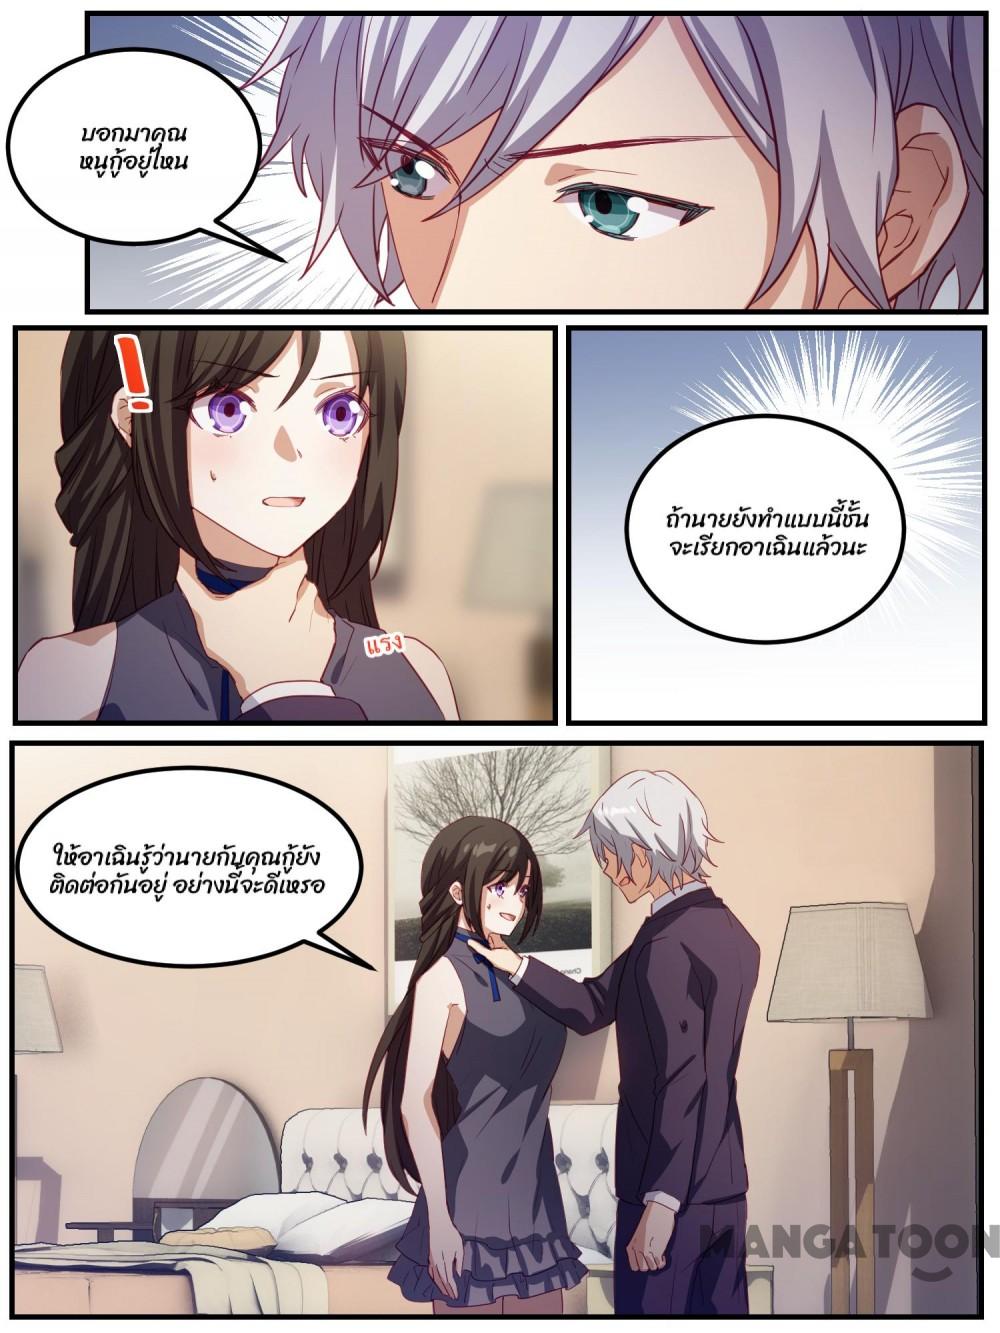 บอกมาคุณ
หนูกู้อยู่ไหน
!
แรง
ถ้านายยังทำแบบนี้ชั้น
จะเรียกอาเฉินแล้วนะ
ให้อาเฉินรู้ว่านายกับคุณกู้ยัง
ติดต่อกันอยู่ อย่างนี้จะดีเหรอ
MANGATOON